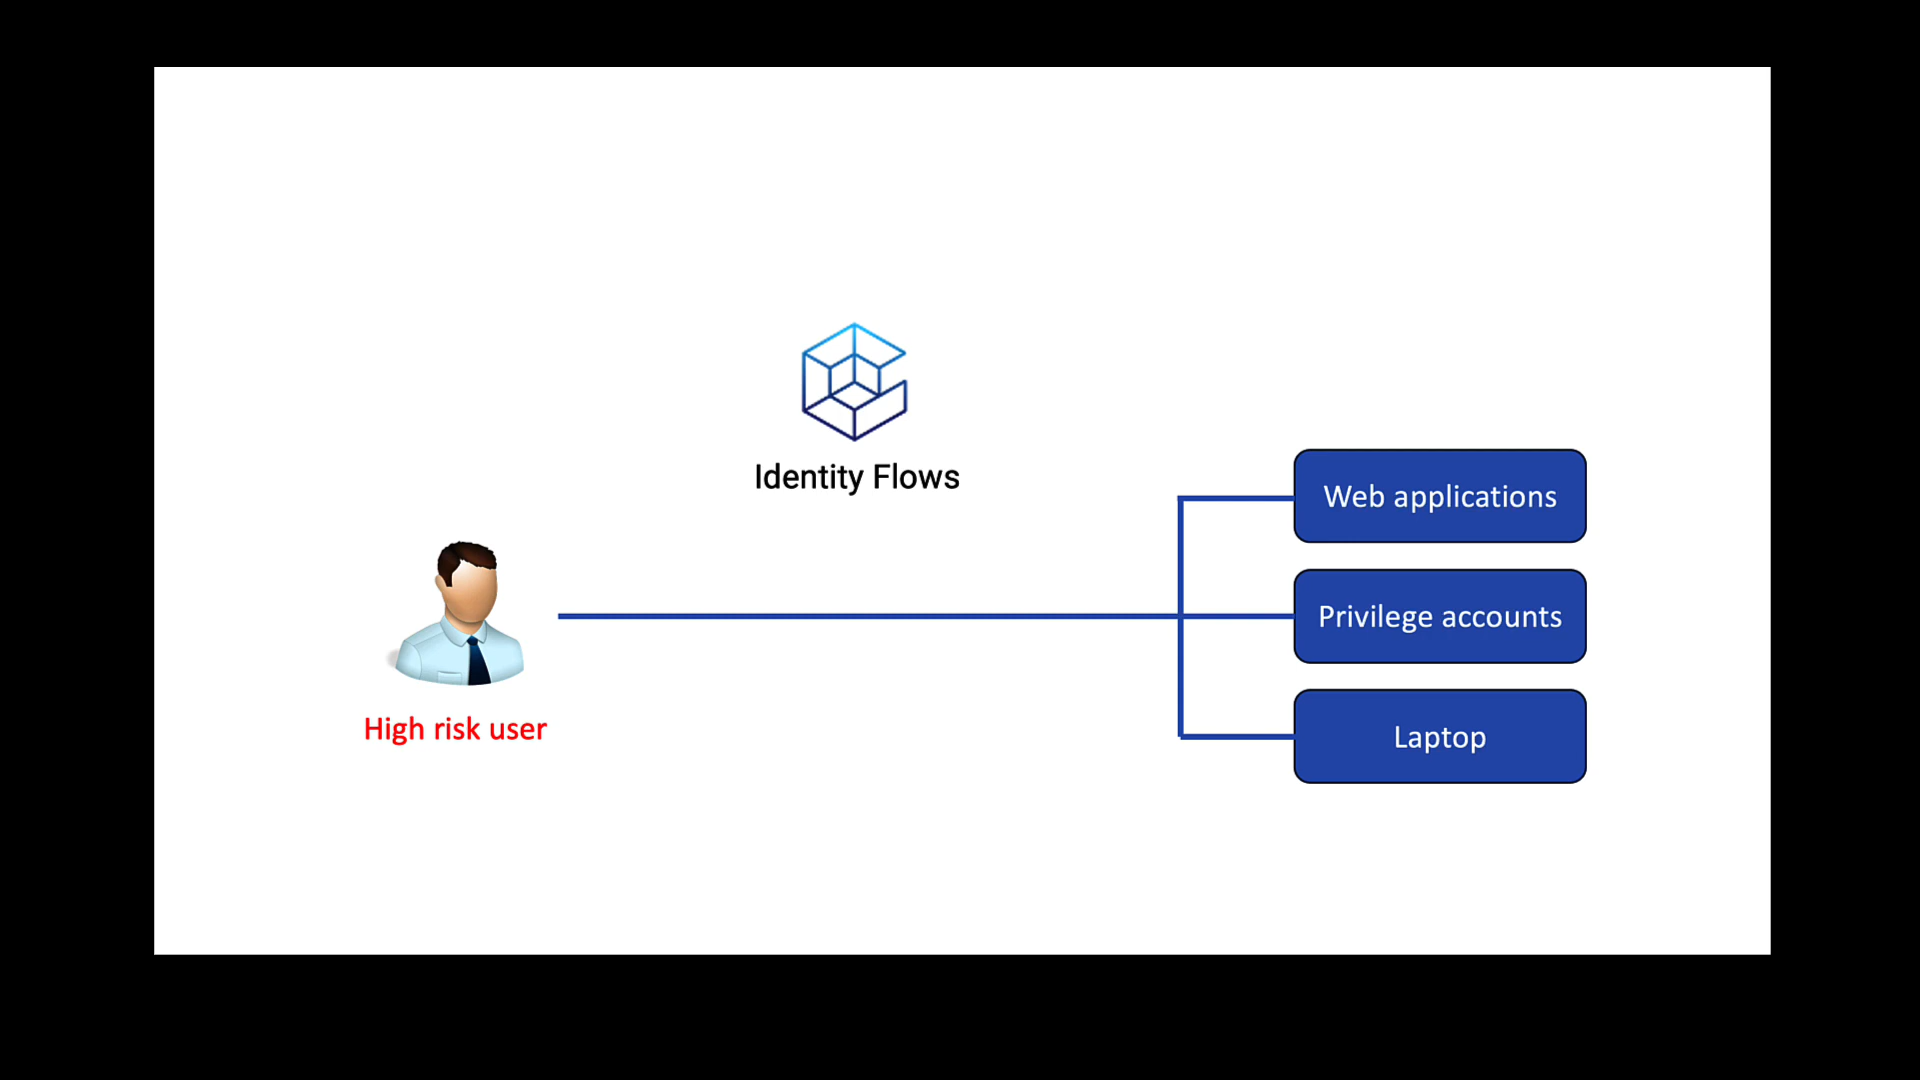 Identity Flows
Web applications
Privilege accounts
High risk user
Laptop